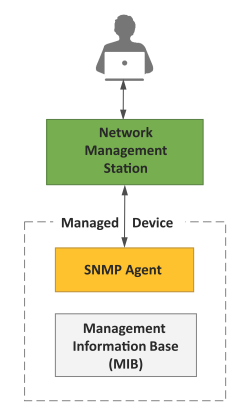 Network
Management
Station
Managed Device
SNMP Agent
Management
Information Base
(MIB)